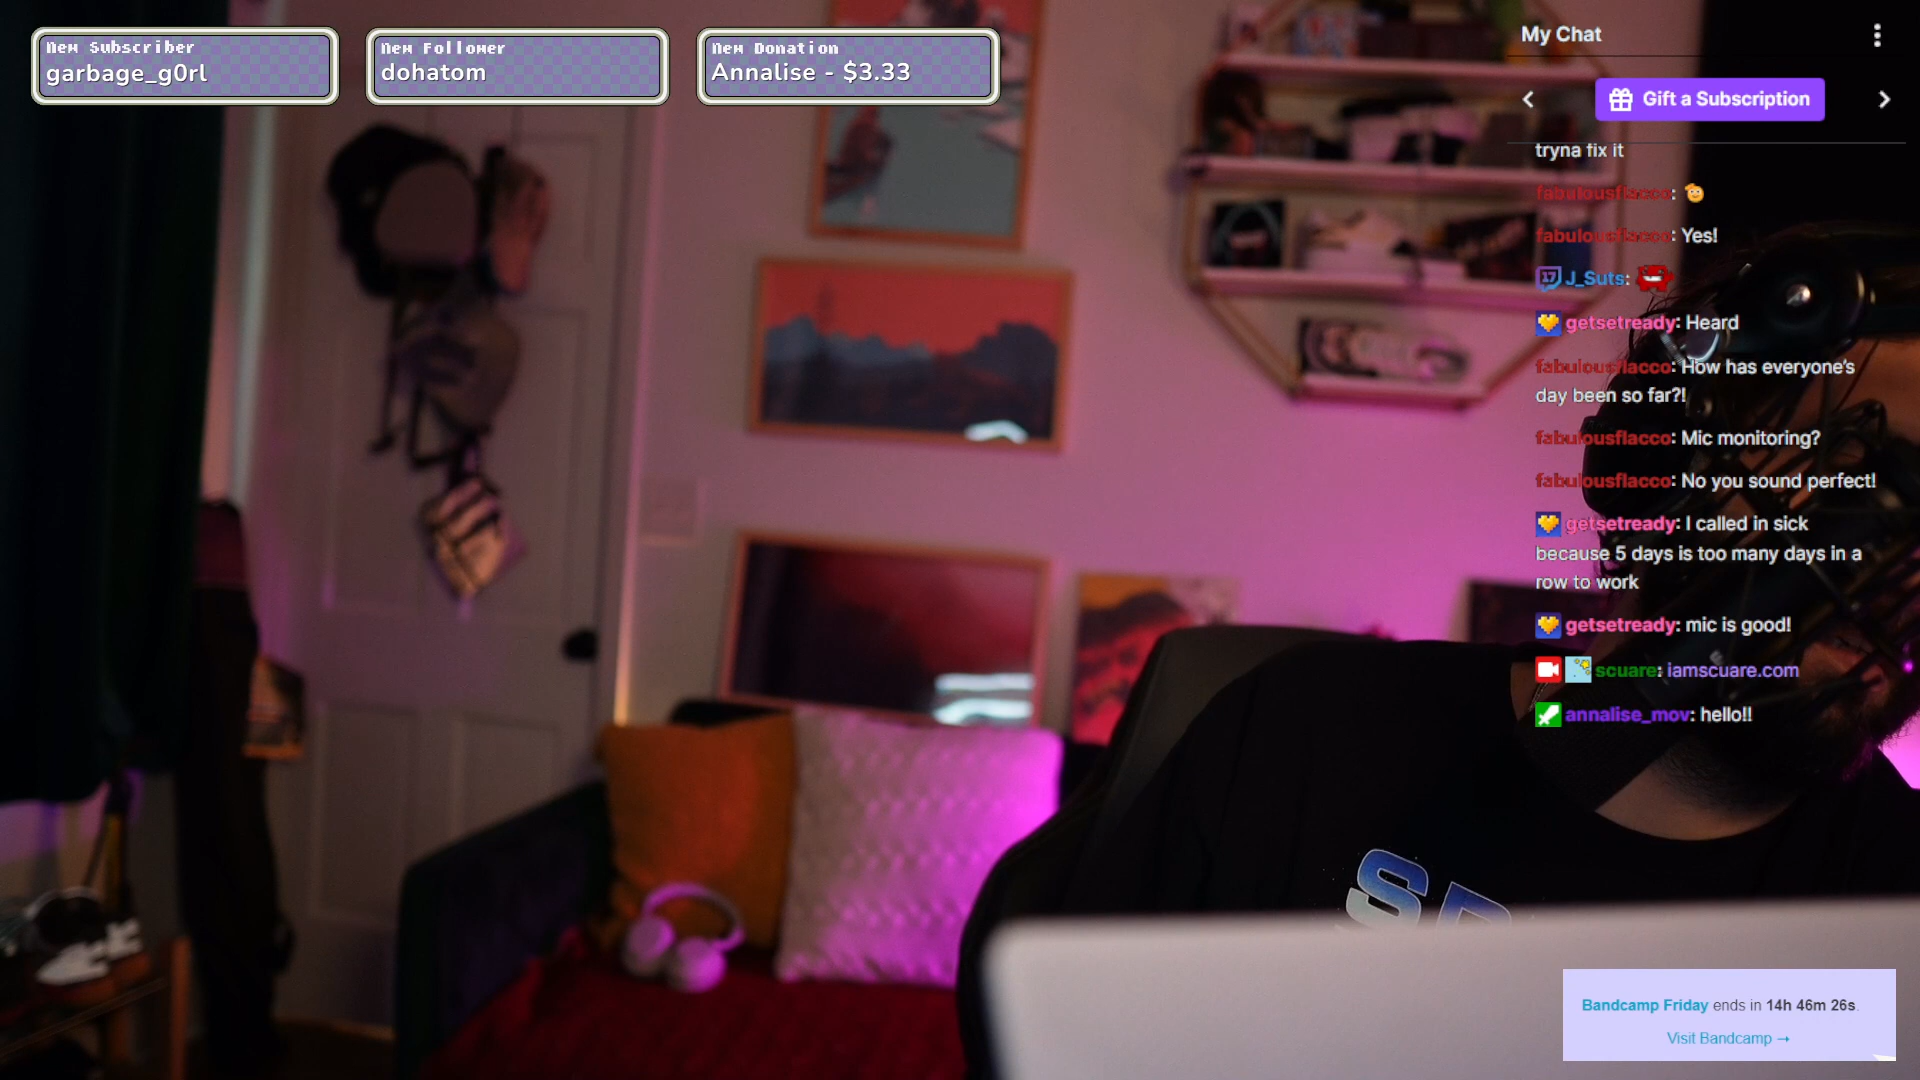 New Subscriber
garbage_g0rl
New Follower
dohatom
New Donation
Annalise - $3.33
My Chat
Gift a Subscription
tryna fix it
fabulousflacco:
fabulousflacco: Yes!
J_Suts:
getsetready: Heard
fabulousflacco: How has everyone's
day been so far?!
fabulousflacco: Mic monitoring?
fabulousflacco: No you sound perfect!
getsetready: I called in sick
because 5 days is too many days in a
row to work
getsetready: mic is good!
scuare: iamscuare.com
annalise_mov: hello!!
Bandcamp Friday ends in 14h 46m 26s.
Visit Bandcamp →